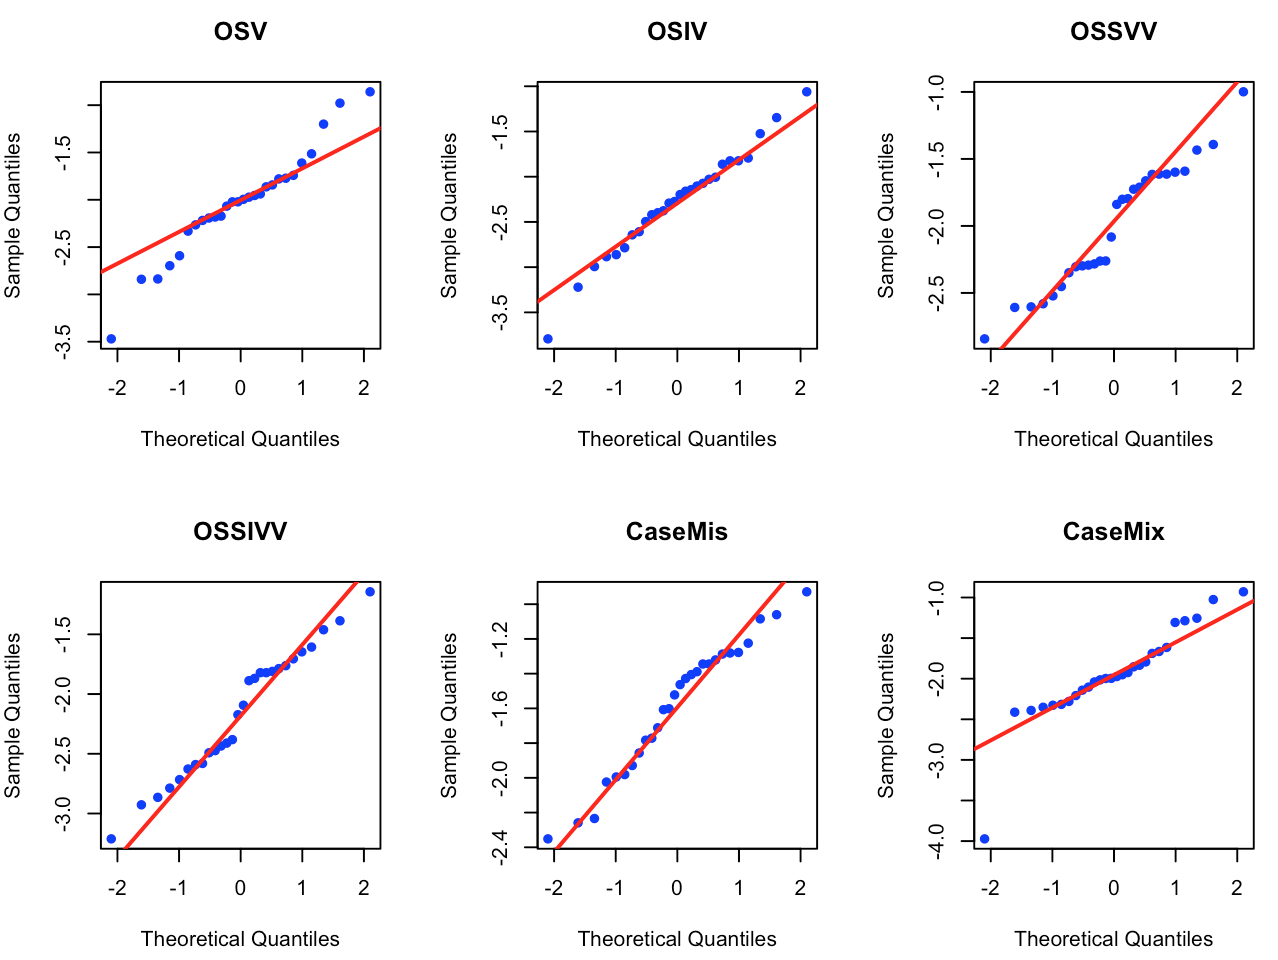 OSV
OSIV
OSSVV
Sample Quantiles
-3.5
-2.5
-1.5
Sample Quantiles
-3.5
-2.5
-1.5
Sample Quantiles
-2.5
-2.0
-1.5
-1.0
-2 -1 0 1 2
-2 -1 0 1 2
-2 -1 0 1 2
Theoretical Quantiles
Theoretical Quantiles
Theoretical Quantiles
OSSIVV
CaseMis
CaseMix
Sample Quantiles
-3.0
-2.5
-2.0
-1.5
Sample Quantiles
-2.4
-2.0
-1.6
-1.2
Sample Quantiles
-4.0
-3.0
-2.0
-1.0
-2 -1 0 1 2
-2 -1 0 1 2
-2 -1 0 1 2
Theoretical Quantiles
Theoretical Quantiles
Theoretical Quantiles